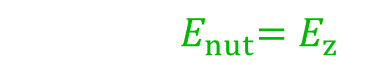 E_nut = E_z